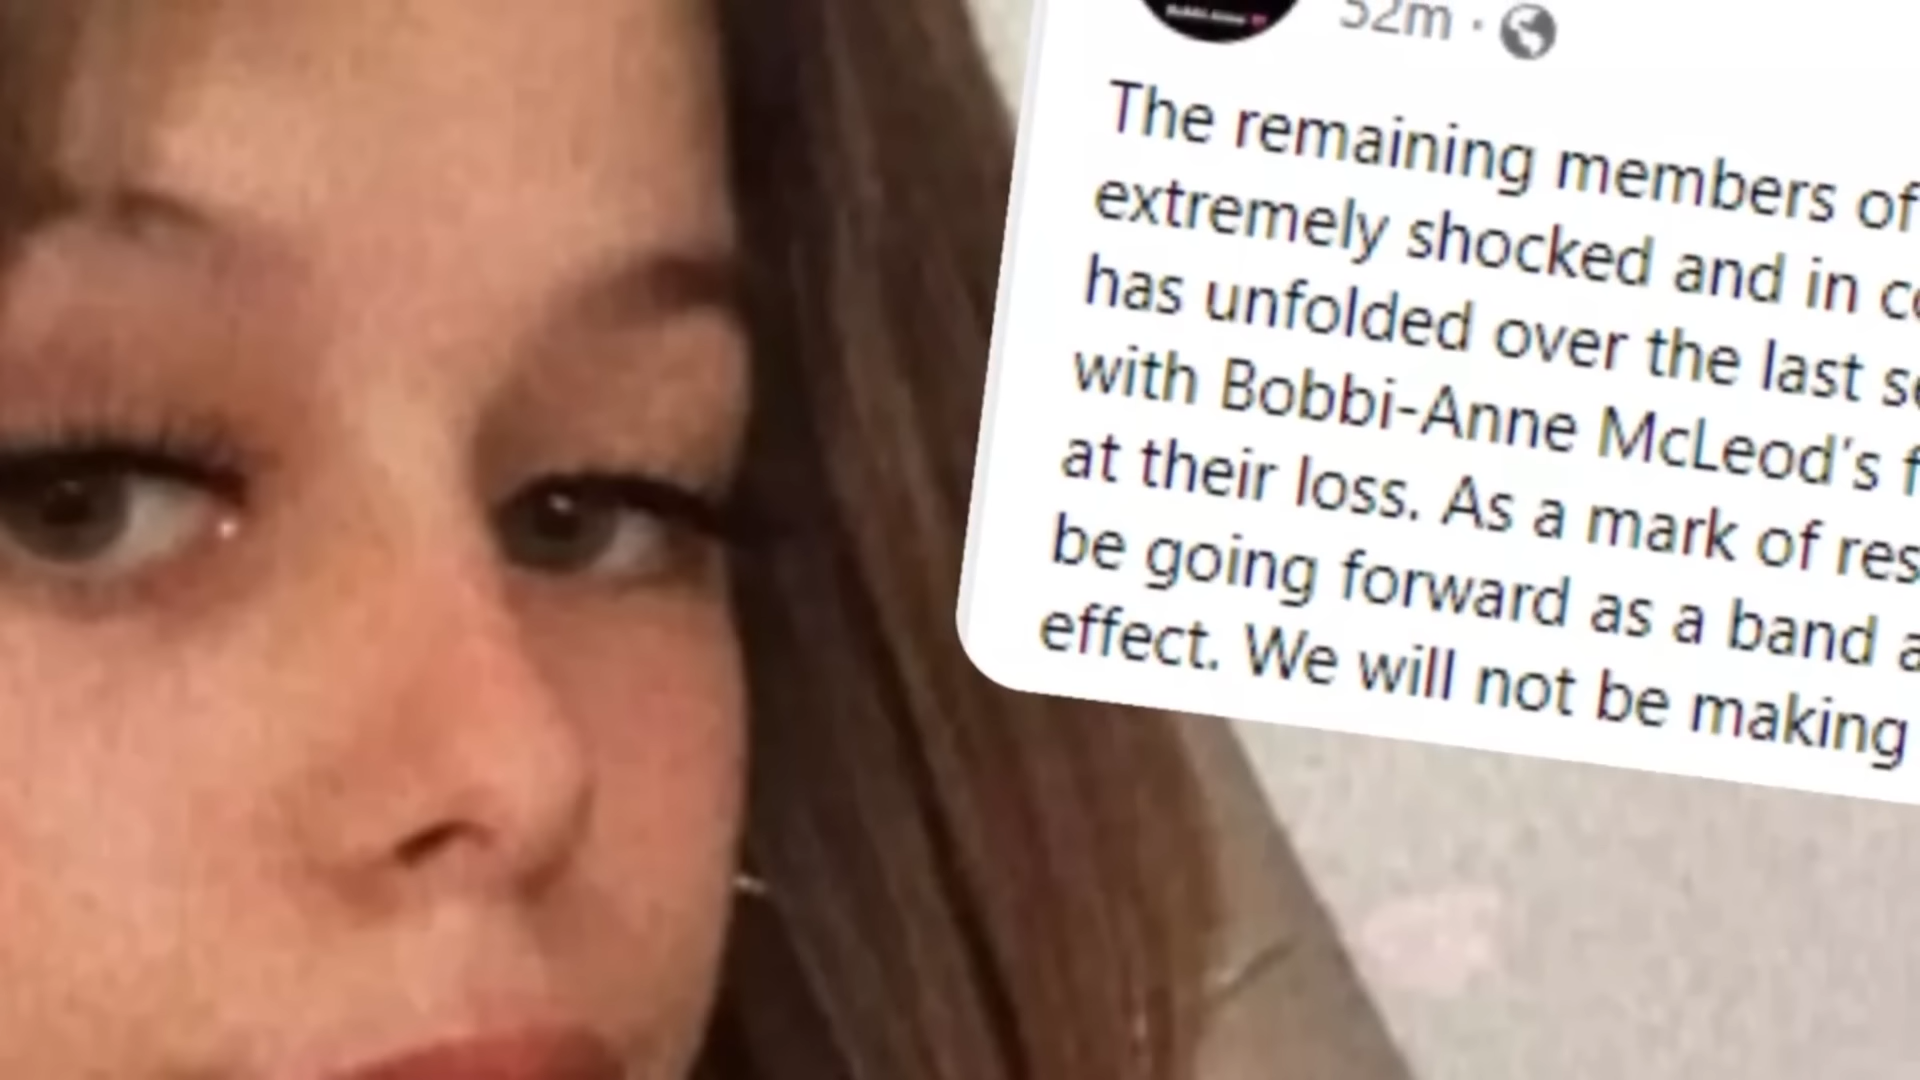 52m ·
The remaining members of
extremely shocked and in
has unfolded over the last
with Bobbi-Anne McLeod's
at their loss. As a mark of
be going forward as a band
effect. We will not be making